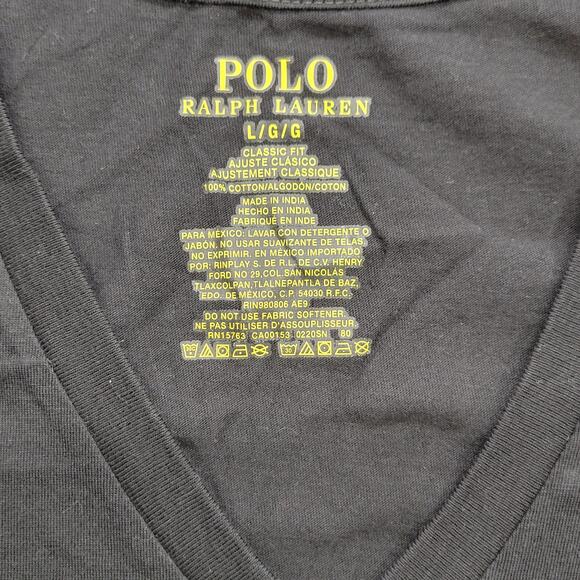 POLO
RALPH LAUREN
L/G/G
CLASSIC FIT
AJUSTE CLÁSICO
AJUSTEMENT CLASSIQUE
100% COTTON/ALGODÓN/COTON
MADE IN INDIA
HECHO EN INDIA
FABRIQUÉ EN INDE
PARA MÉXICO: LAVAR CON DETERGENTE O
JABÓN. NO USAR SUAVIZANTE DE TELAS,
NO EXPRIMIR. EN MÉXICO IMPORTADO
POR: RINPLAY S. DE R.L. DE C.V. HENRY
FORD NO 29,COL.SAN NICOLÁS
TLAXCOLPAN,TLALNEPANTLA DE BAZ,
EDO. DE MÉXICO, C.P. 54030 R.F.C.
RIN980806 AE9
DO NOT USE FABRIC SOFTENER.
NE PAS UTILISER D'ASSOUPLISSEUR.
RN15763 CA00153 0220SN 80